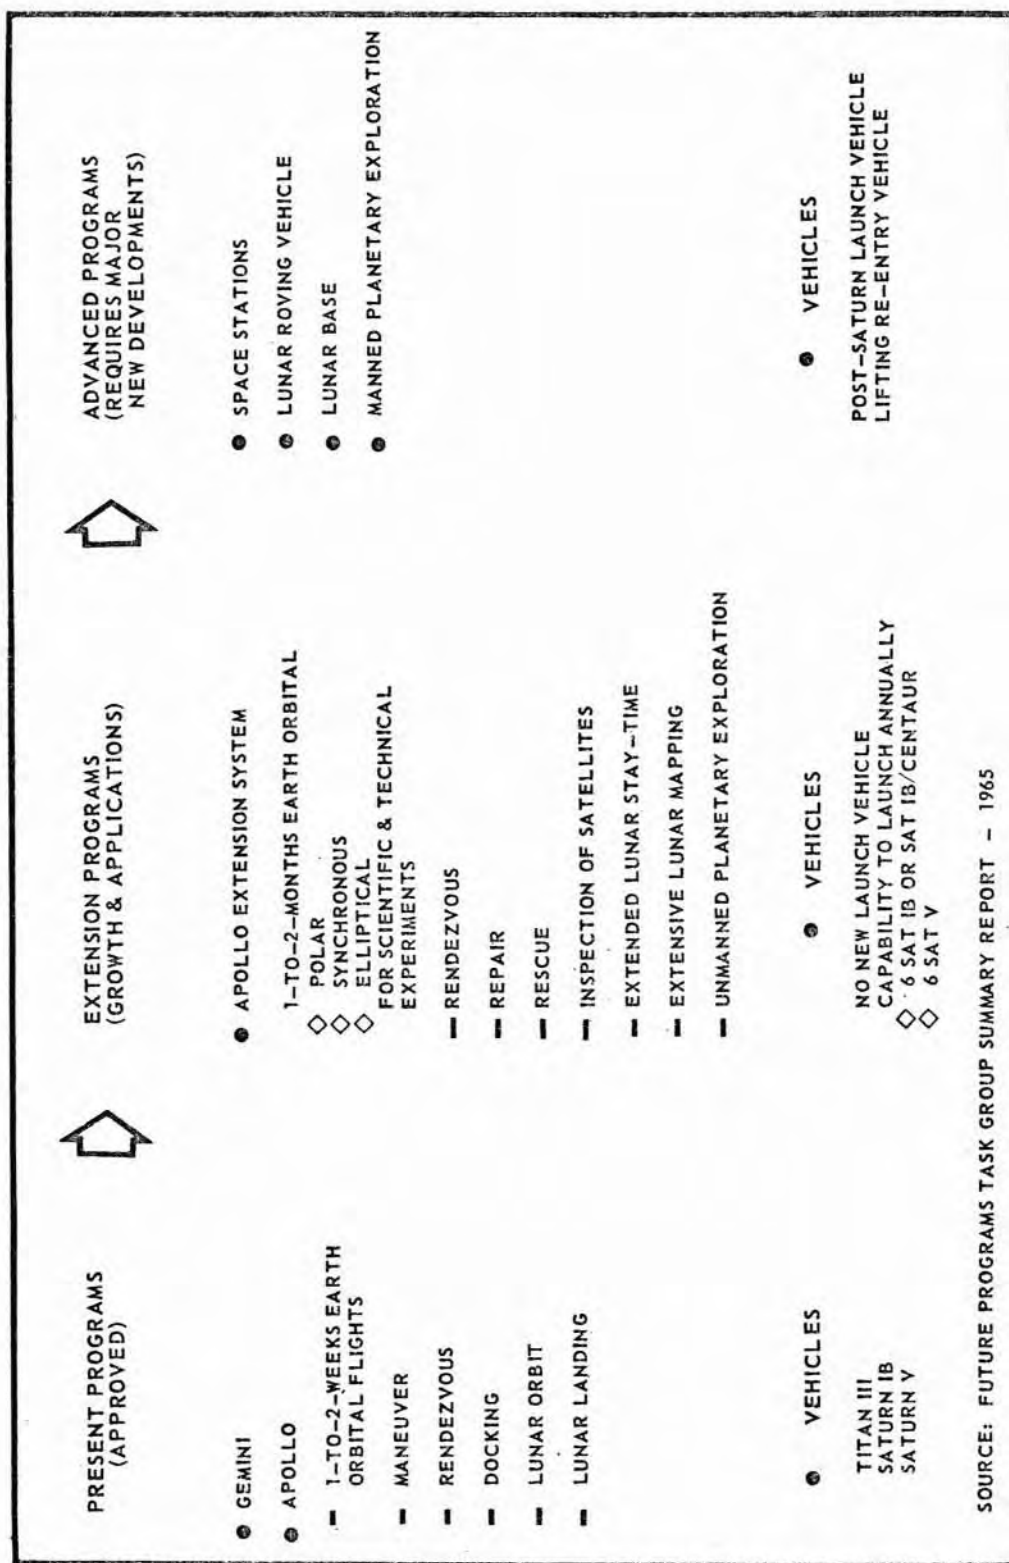 PRESENT PROGRAMS
(APPROVED)
● GEMINI
● APOLLO
– 1–TO–2–WEEKS EARTH
ORBITAL FLIGHTS
– MANEUVER
– RENDEZVOUS
– DOCKING
– LUNAR ORBIT
– LUNAR LANDING
● VEHICLES
TITAN III
SATURN IB
SATURN V
EXTENSION PROGRAMS
(GROWTH & APPLICATIONS)
● APOLLO EXTENSION SYSTEM
1–TO–2–MONTHS EARTH ORBITAL
◇ POLAR
◇ SYNCHRONOUS
◇ ELLIPTICAL
FOR SCIENTIFIC & TECHNICAL
EXPERIMENTS
– RENDEZVOUS
– REPAIR
– RESCUE
– INSPECTION OF SATELLITES
– EXTENDED LUNAR STAY–TIME
– EXTENSIVE LUNAR MAPPING
– UNMANNED PLANETARY EXPLORATION
● VEHICLES
NO NEW LAUNCH VEHICLE
CAPABILITY TO LAUNCH ANNUALLY
◇ 6 SAT IB OR SAT IB/CENTAUR
◇ 6 SAT V
ADVANCED PROGRAMS
(REQUIRES MAJOR
NEW DEVELOPMENTS)
● SPACE STATIONS
● LUNAR ROVING VEHICLE
● LUNAR BASE
● MANNED PLANETARY EXPLORATION
● VEHICLES
POST–SATURN LAUNCH VEHICLE
LIFTING RE–ENTRY VEHICLE
SOURCE: FUTURE PROGRAMS TASK GROUP SUMMARY REPORT – 1965